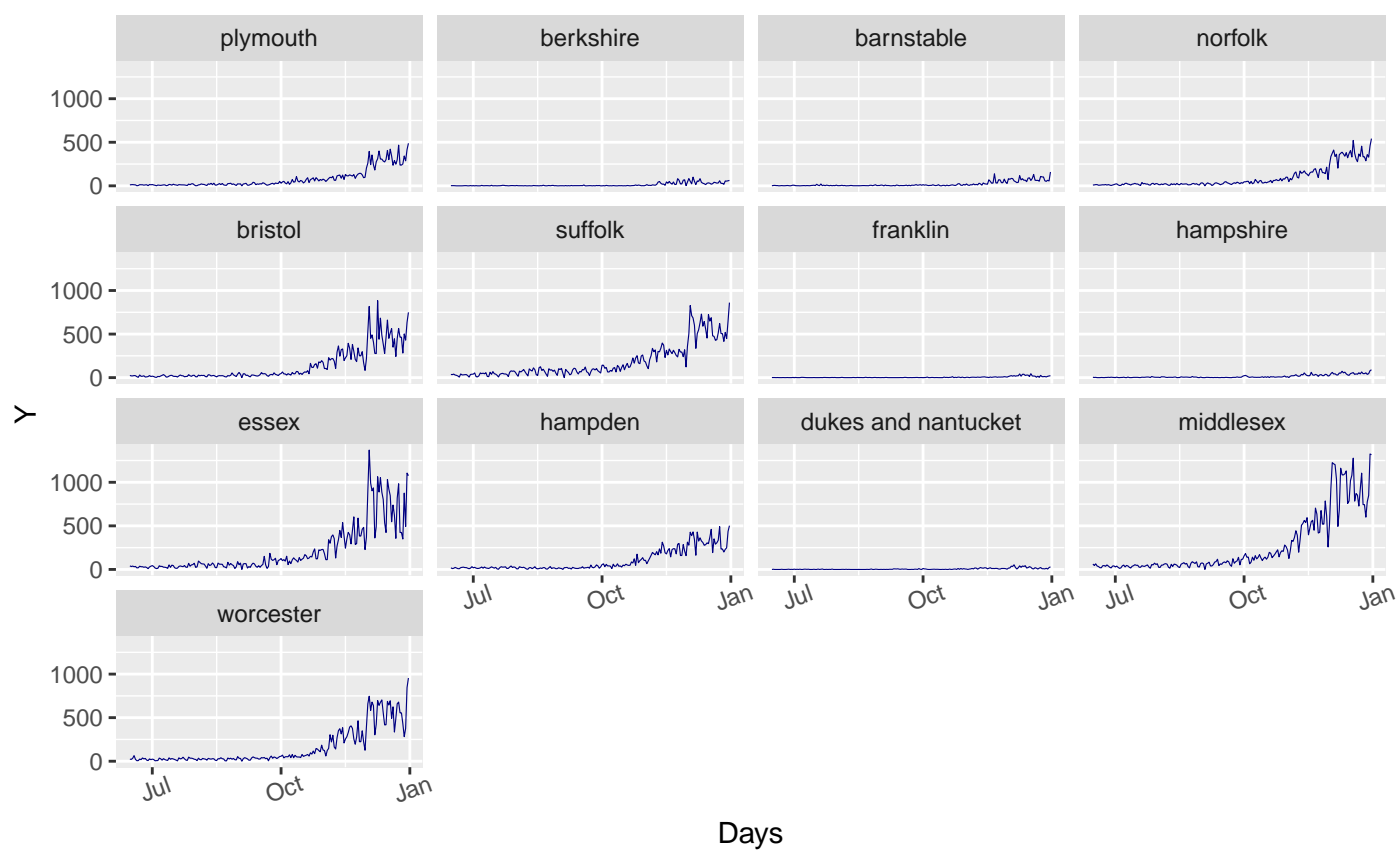 plymouth berkshire barnstable norfolk
1000
500
0
bristol suffolk franklin hampshire
1000
500
0
Y
essex hampden dukes and nantucket middlesex
1000
500
0
Jul Oct Jan Jul Oct Jan Jul Oct Jan
worcester
1000
500
0
Jul Oct Jan
Days